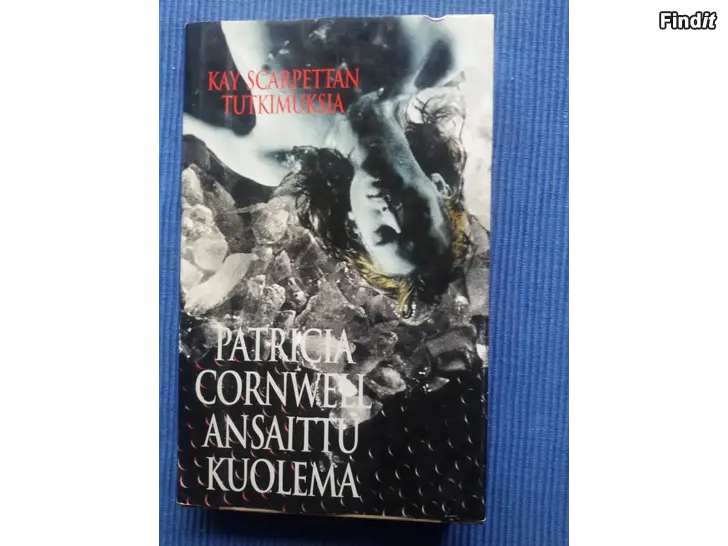 Findit
KAY SCARPETTAN
TUTKIMUKSIA
PATRICIA
CORNWELL
ANSAITTU
KUOLEMA